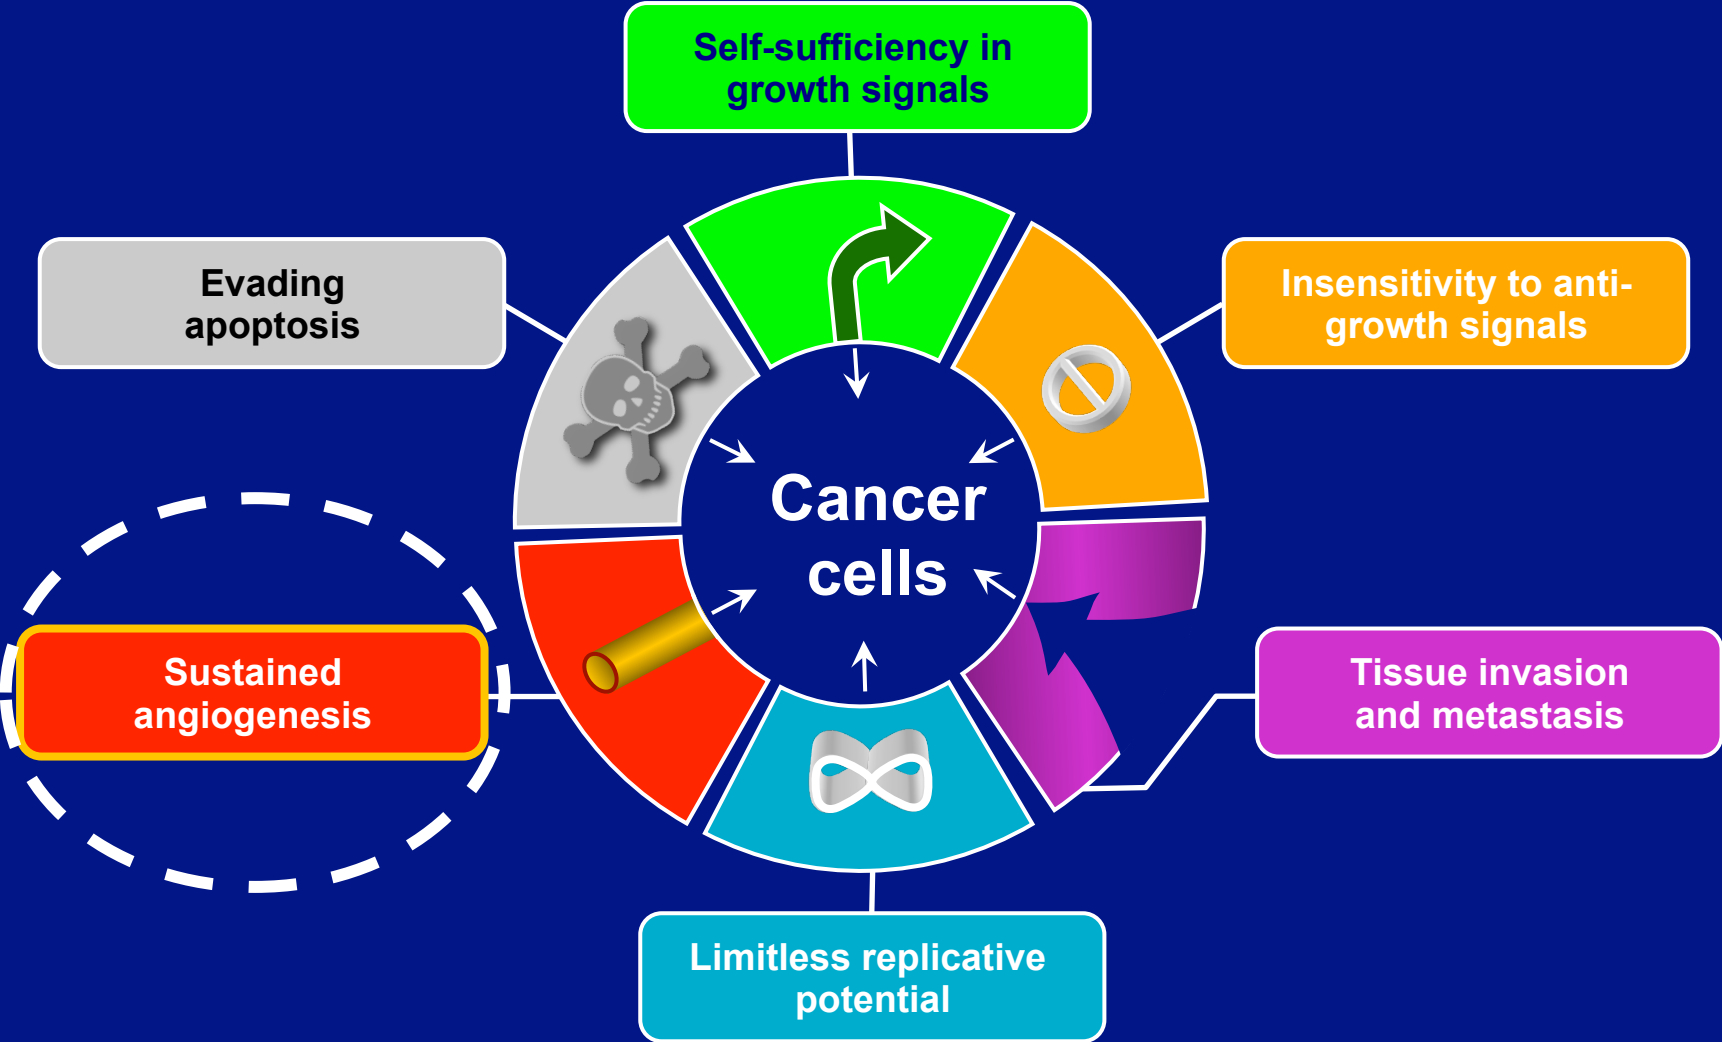 Self-sufficiency in
growth signals
Evading
apoptosis
Insensitivity to anti-
growth signals
Cancer
cells
Sustained
angiogenesis
Tissue invasion
and metastasis
Limitless replicative
potential